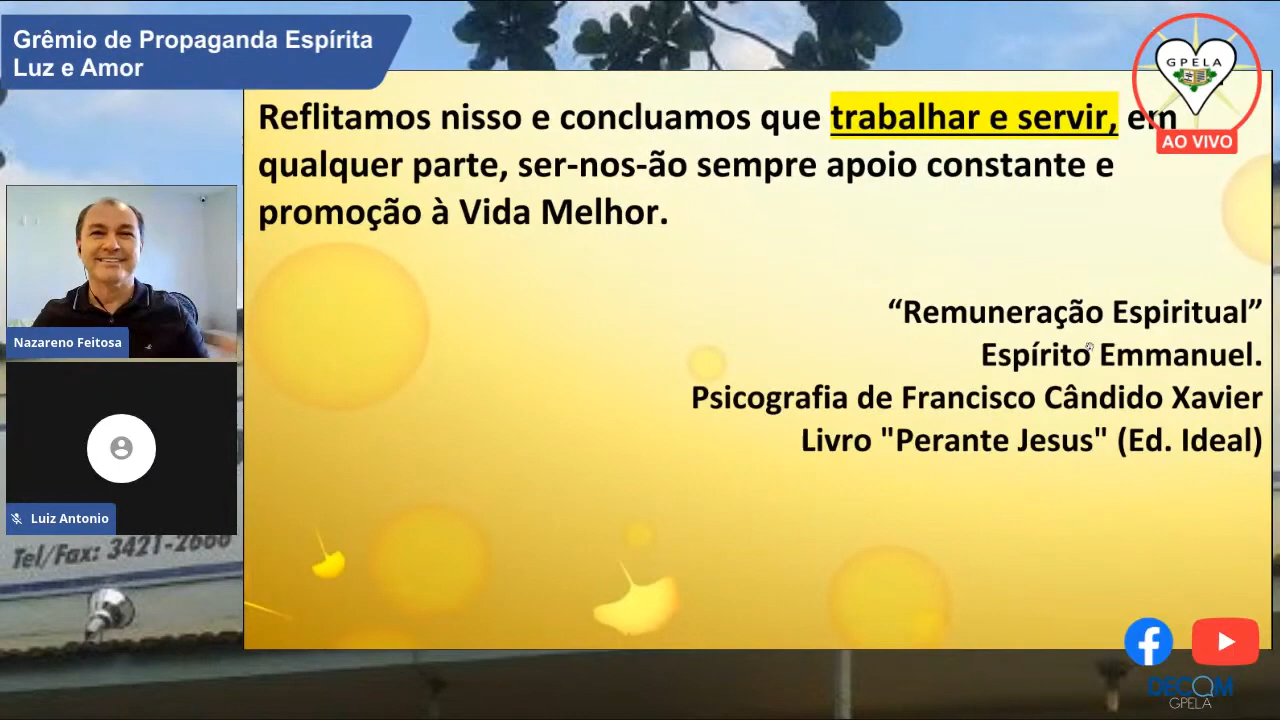 Grêmio de Propaganda Espírita
Luz e Amor
GPELA
AO VIVO
Reflitamos nisso e concluamos que trabalhar e servir, em
qualquer parte, ser-nos-ão sempre apoio constante e
promoção à Vida Melhor.
“Remuneração Espiritual”
Espírito Emmanuel.
Psicografia de Francisco Cândido Xavier
Livro "Perante Jesus" (Ed. Ideal)
Nazareno Feitosa
Luiz Antonio
Tel/Fax: 3421-2666
DECOM
GPELA